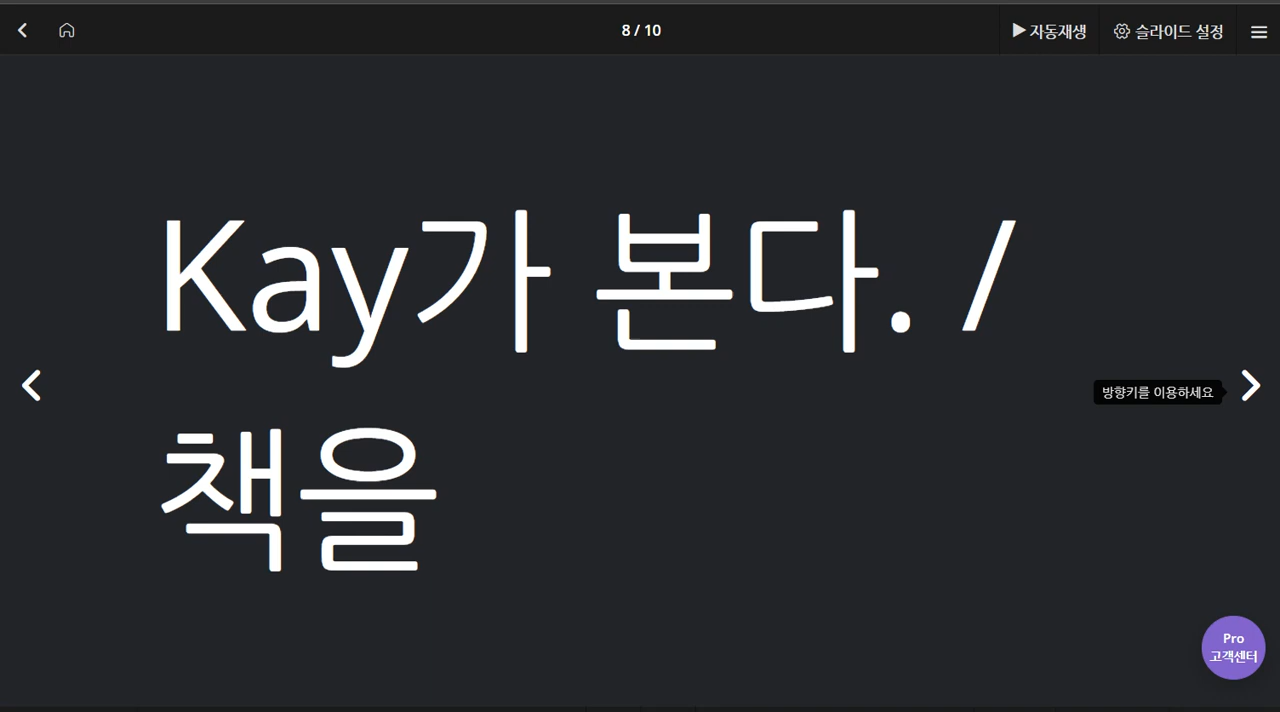 8 / 10
▶ 자동재생
슬라이드 설정
Kay가 본다. /
책을
방향키를 이용하세요
Pro
고객센터